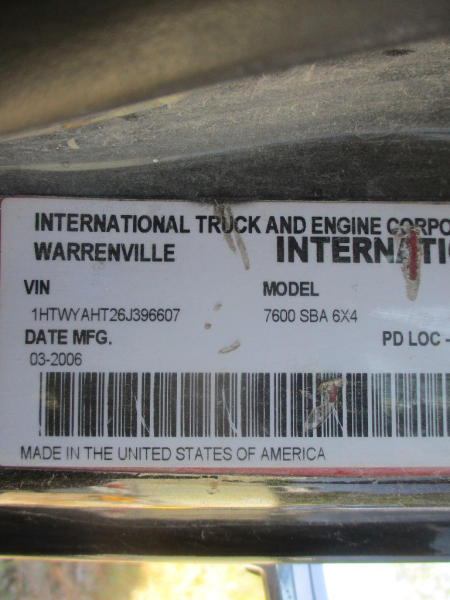 INTERNATIONAL TRUCK AND ENGINE CORPO
WARRENVILLE INTERNATI
VIN MODEL
1HTWYAHT26J396607 7600 SBA 6X4
DATE MFG. PD LOC -
03-2006
MADE IN THE UNITED STATES OF AMERICA